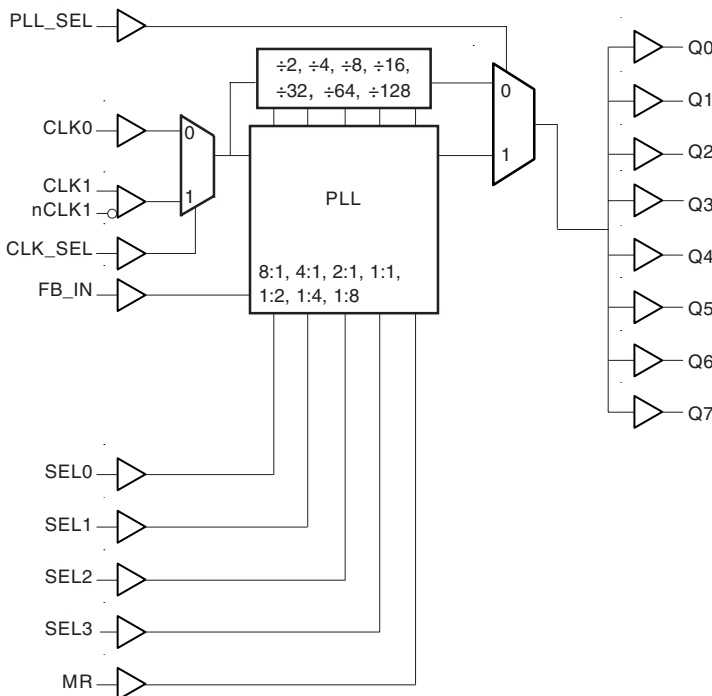 PLL_SEL
÷2, ÷4, ÷8, ÷16,
÷32, ÷64, ÷128
0
1
CLK0
0
CLK1
nCLK1
1
CLK_SEL
FB_IN
PLL
8:1, 4:1, 2:1, 1:1,
1:2, 1:4, 1:8
Q0
Q1
Q2
Q3
Q4
Q5
Q6
Q7
SEL0
SEL1
SEL2
SEL3
MR